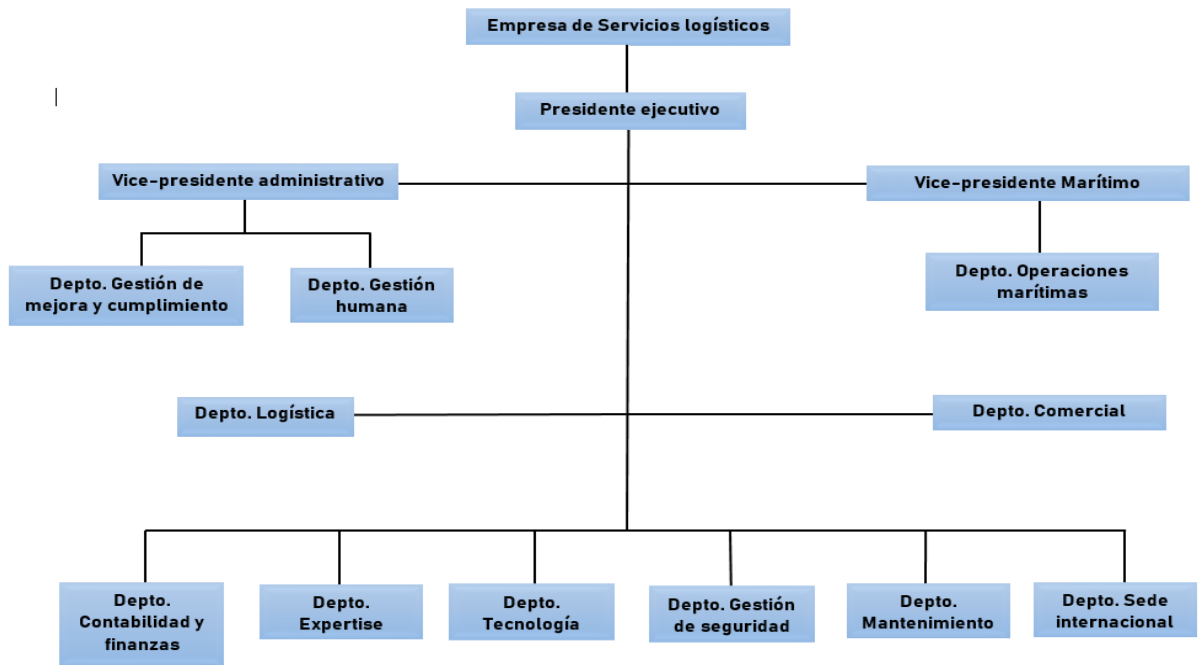 Empresa de Servicios logísticos
Presidente ejecutivo
Vice-presidente administrativo
Vice-presidente Marítimo
Depto. Gestión de
mejora y cumplimiento
Depto. Gestión
humana
Depto. Operaciones
marítimas
Depto. Logística
Depto. Comercial
Depto.
Contabilidad y
finanzas
Depto.
Expertise
Depto.
Tecnología
Depto. Gestión
de seguridad
Depto.
Mantenimiento
Depto. Sede
internacional